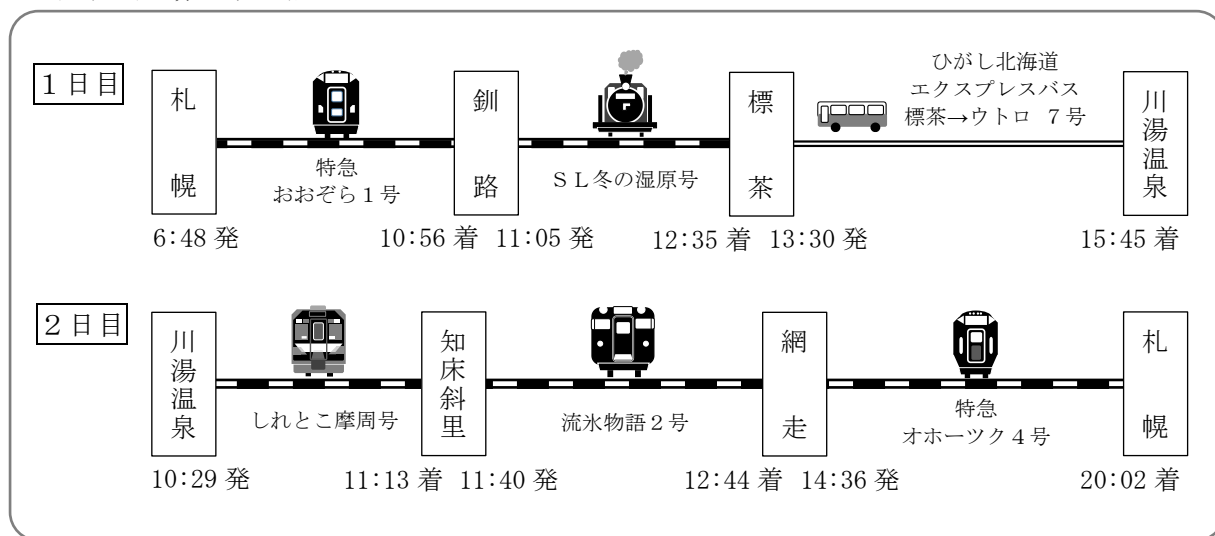 1日目
札幌
釧路
標茶
川湯温泉
特急
おおぞら1号
SL冬の湿原号
ひがし北海道
エクスプレスバス
標茶→ウトロ 7号
6:48 発
10:56 着 11:05 発
12:35 着 13:30 発
15:45 着
2日目
川湯温泉
知床斜里
網走
札幌
しれとこ摩周号
流氷物語2号
特急
オホーツク4号
10:29 発
11:13 着 11:40 発
12:44 着 14:36 発
20:02 着